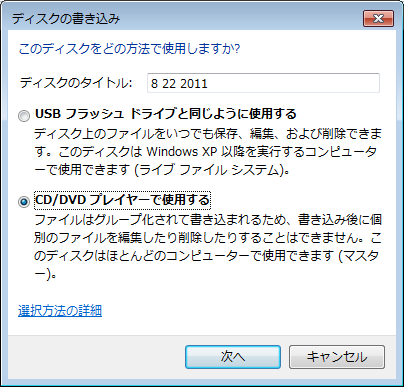 ディスクの書き込み
このディスクをどの方法で使用しますか?
ディスクのタイトル: 8 22 2011
USB フラッシュ ドライブと同じように使用する
ディスク上のファイルをいつでも保存、編集、および削除できま
す。このディスクは Windows XP 以降を実行するコンピューター
で使用できます (ライブ ファイル システム)。
CD/DVD プレイヤーで使用する
ファイルはグループ化されて書き込まれるため、書き込み後に個
別のファイルを編集したり削除したりすることはできません。こ
のディスクはほとんどのコンピューターで使用できます (マスタ
ー)。
選択方法の詳細
次へ
キャンセル